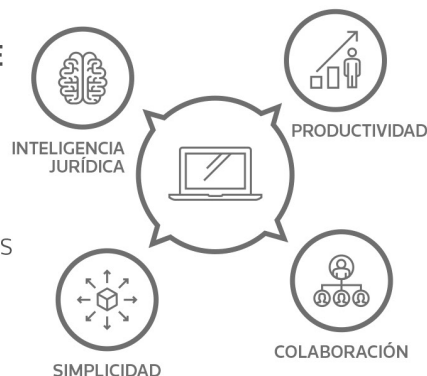 E
PRODUCTIVIDAD
INTELIGENCIA
JURÍDICA
S
COLABORACIÓN
SIMPLICIDAD